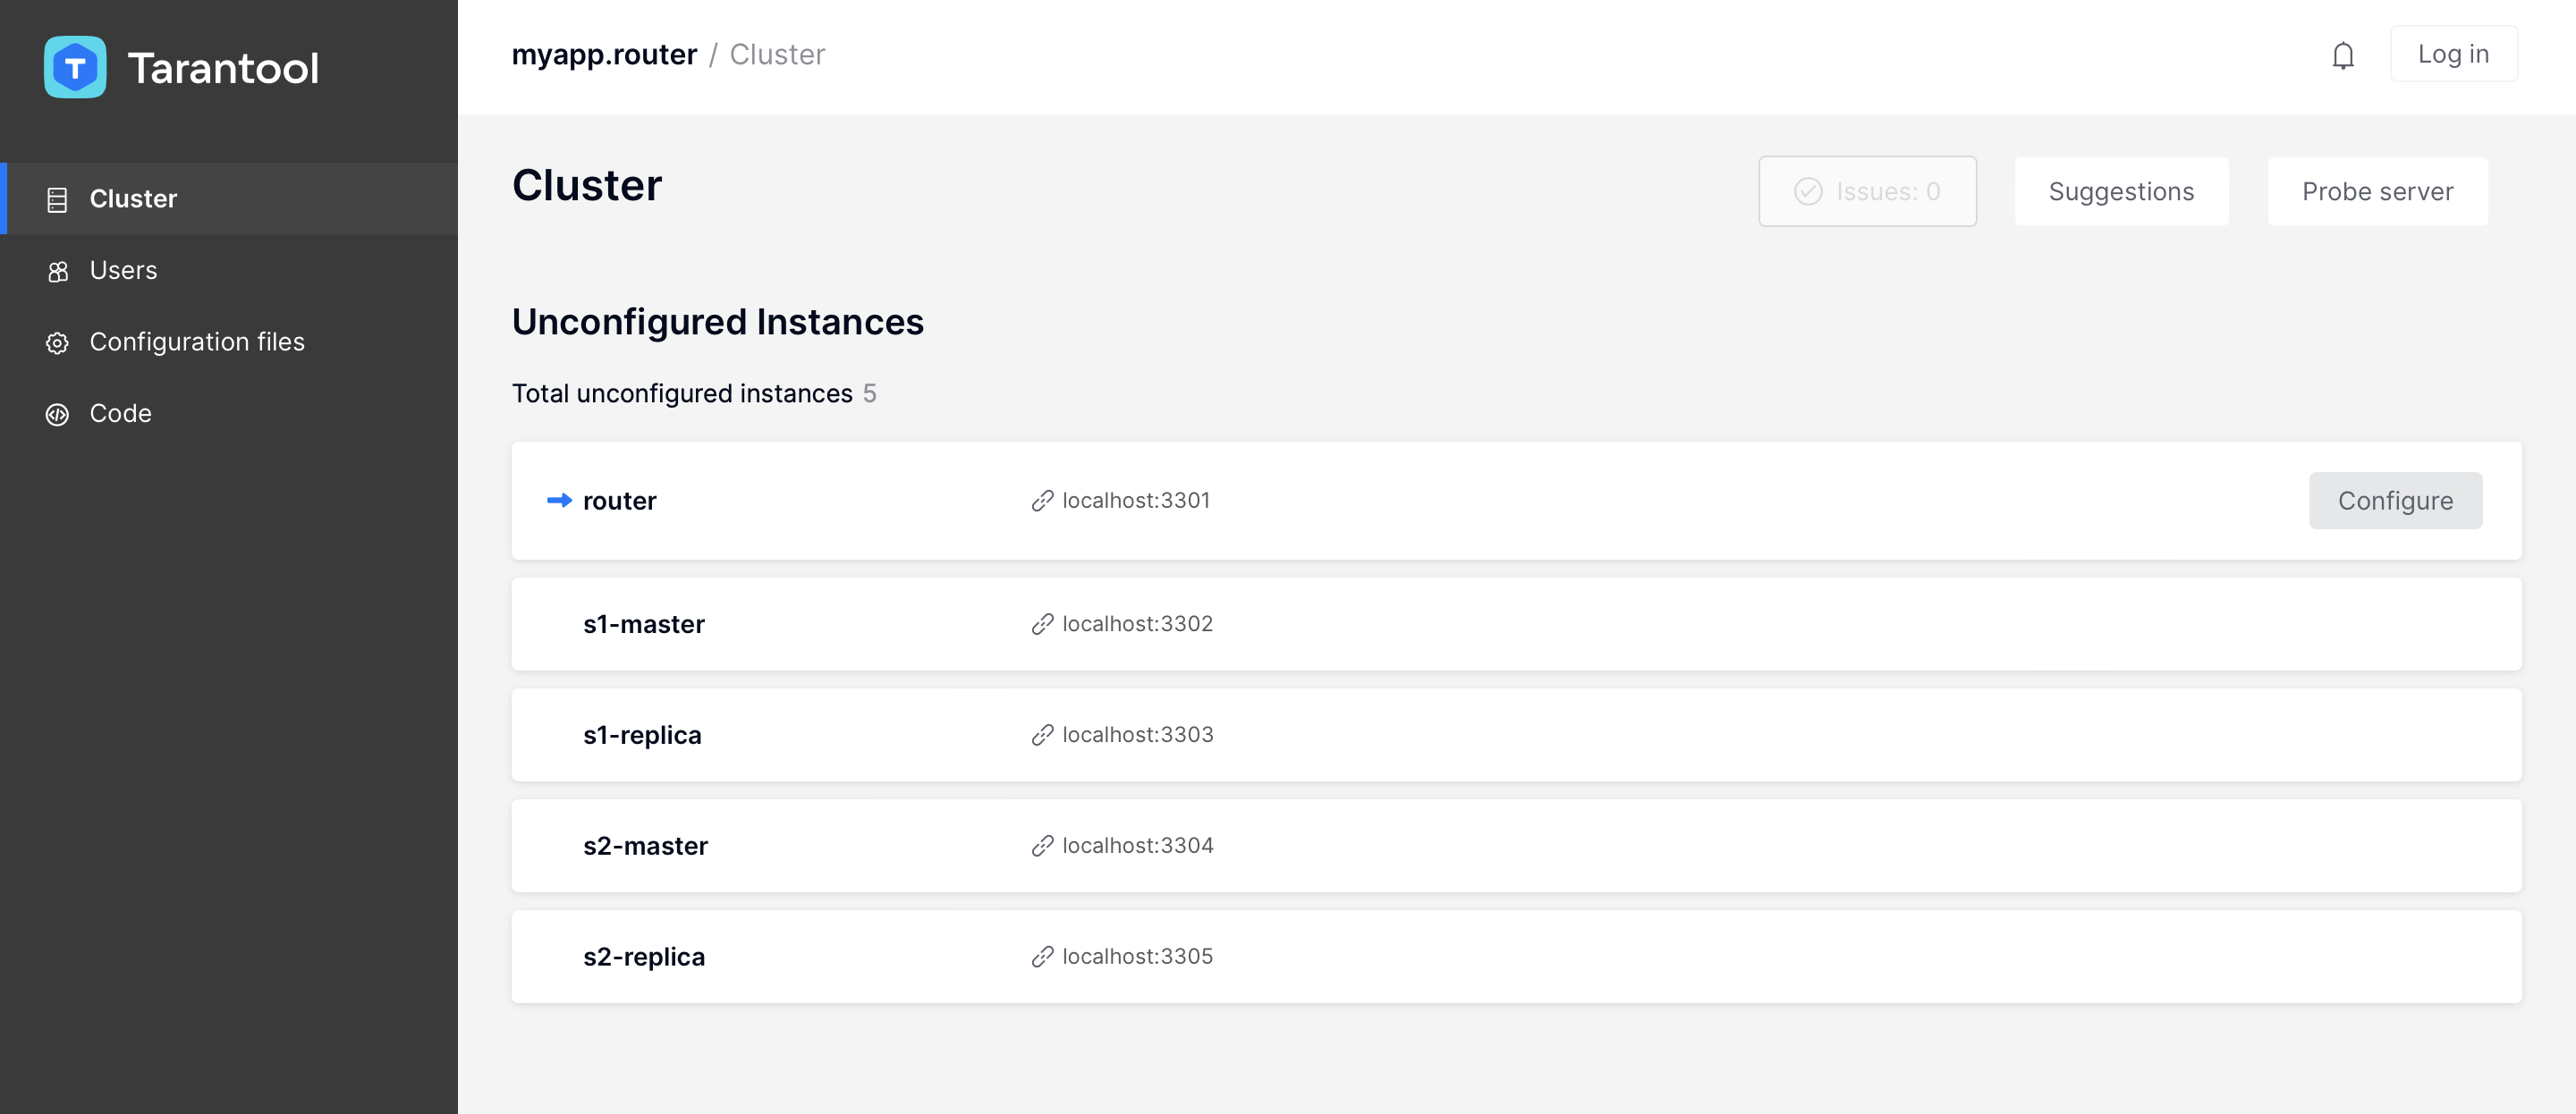 Tarantool
Cluster
Users
Configuration files
Code
myapp.router / Cluster
Log in
Cluster
Issues: 0
Suggestions
Probe server
Unconfigured Instances
Total unconfigured instances 5
router localhost:3301 Configure
s1-master localhost:3302
s1-replica localhost:3303
s2-master localhost:3304
s2-replica localhost:3305